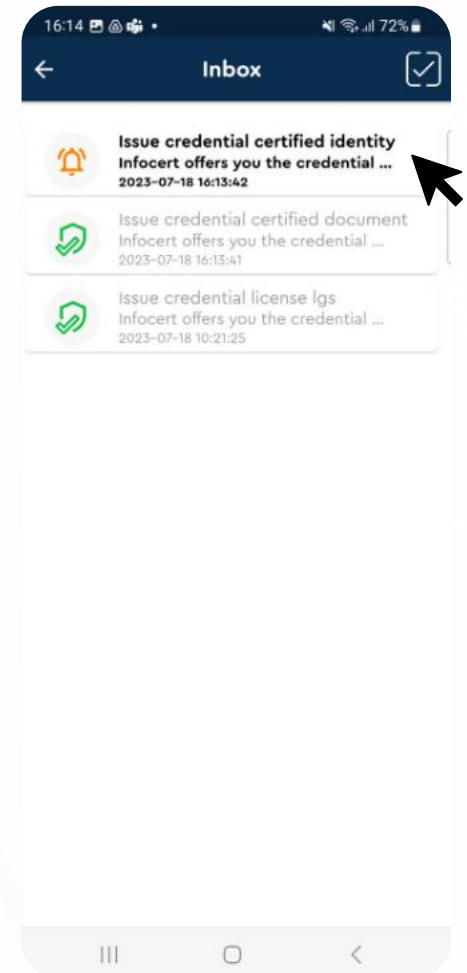 16:14
72%
Inbox
Issue credential certified identity
Infocert offers you the credential ...
2023-07-18 16:13:42
Issue credential certified document
Infocert offers you the credential ...
2023-07-18 16:13:41
Issue credential license lgs
Infocert offers you the credential ...
2023-07-18 10:21:25